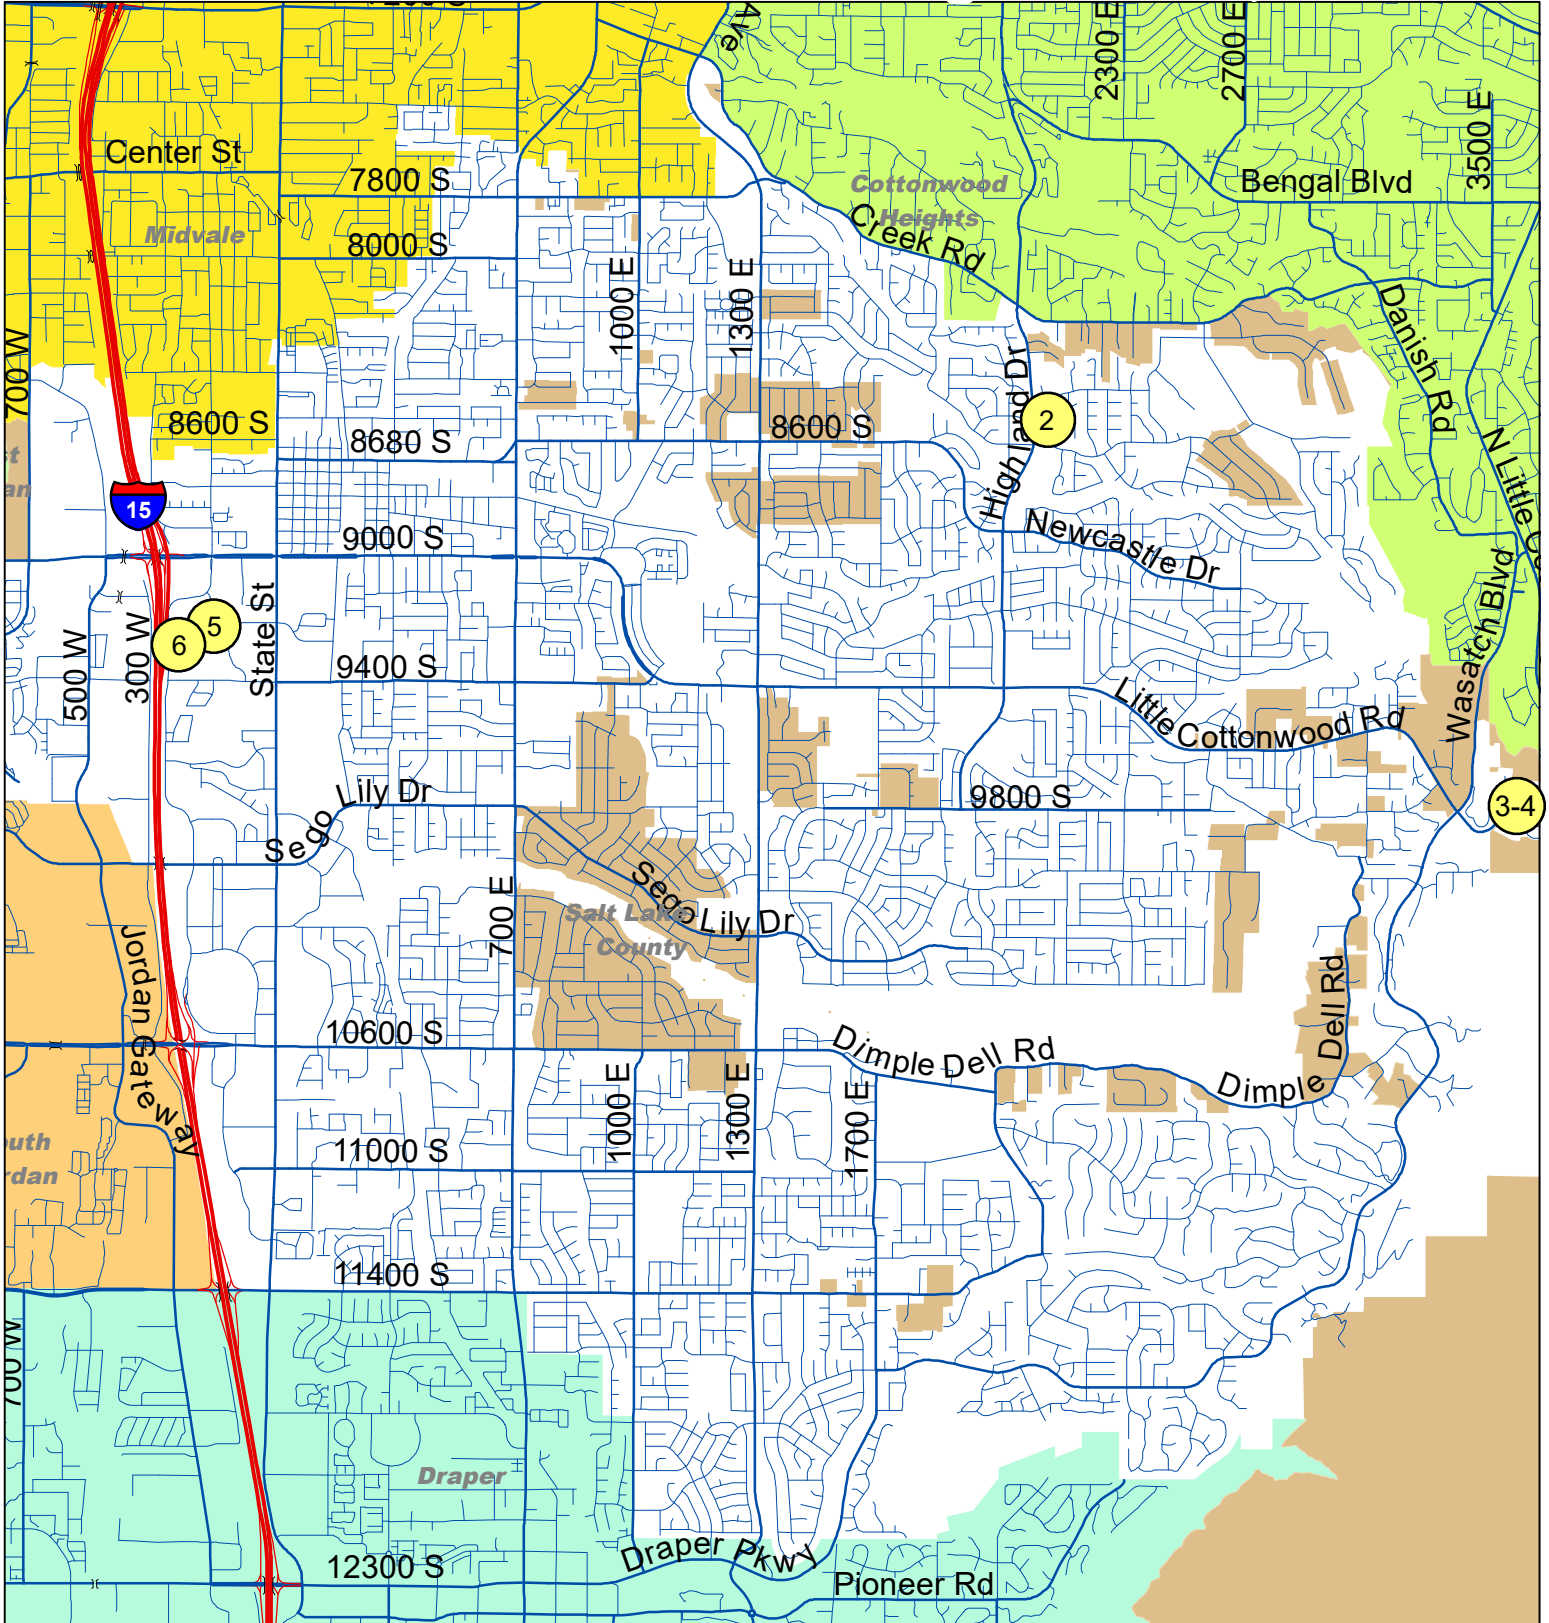 Ave
2300 E
2700 E
3500 E
Center St
7800 S
Bengal Blvd
Cottonwood
Heights
Midvale
8000 S
Creek Rd
1000 E
1300 E
700 W
Danish Rd
Highland Dr
2
8600 S
8680 S
8600 S
15
9000 S
Newcastle Dr
Wasatch Blvd
State St
5
6
300 W
500 W
9400 S
Little Cottonwood Rd
Sego Lily Dr
9800 S
3-4
700 E
Sego Lily Dr
Salt Lake
County
Jordan Gateway
10600 S
Dimple Dell Rd
Dimple Dell Rd
1000 E
1300 E
1700 E
11000 S
11400 S
700 W
Draper
12300 S
Draper Pkwy
Pioneer Rd